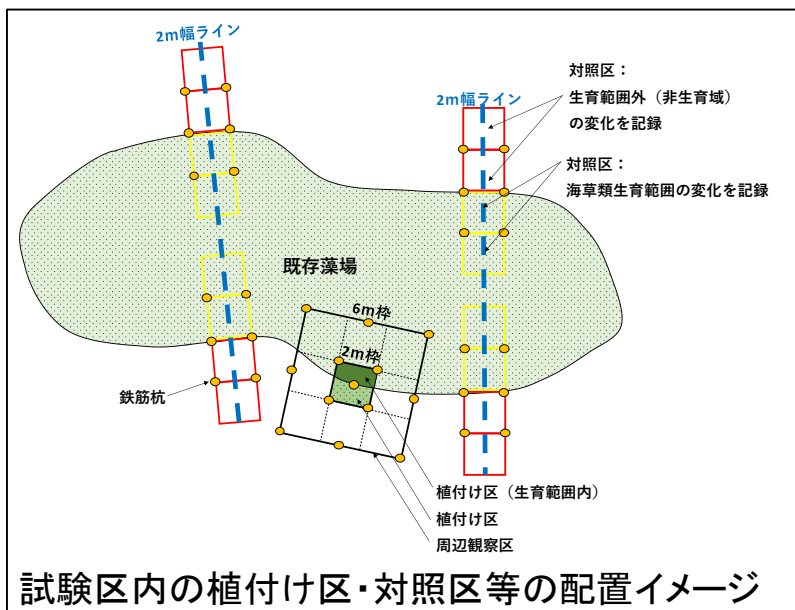 2m幅ライン
2m幅ライン
対照区：
生育範囲外（非生育域）
の変化を記録
対照区：
海草類生育範囲の変化を記録
既存藻場
6m枠
2m枠
鉄筋杭
植付け区（生育範囲内）
植付け区
周辺観察区
試験区内の植付け区・対照区等の配置イメージ